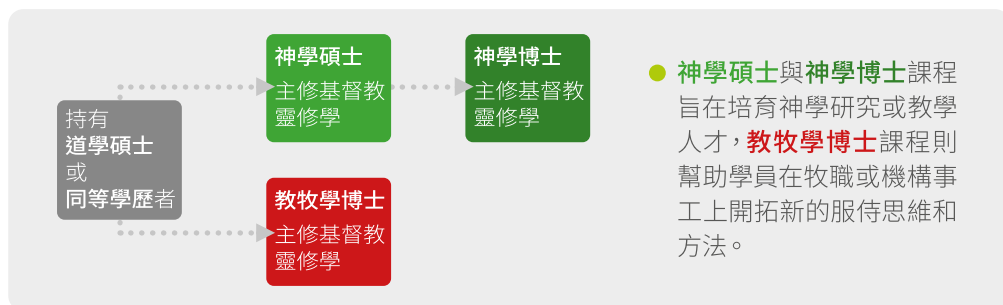 持有
道學碩士
或
同等學歷者
神學碩士
主修基督教
靈修學
神學博士
主修基督教
靈修學
教牧學博士
主修基督教
靈修學
神學碩士與神學博士課程
旨在培育神學研究或教學
人才，教牧學博士課程則
幫助學員在牧職或機構事
工上開拓新的服侍思維和
方法。